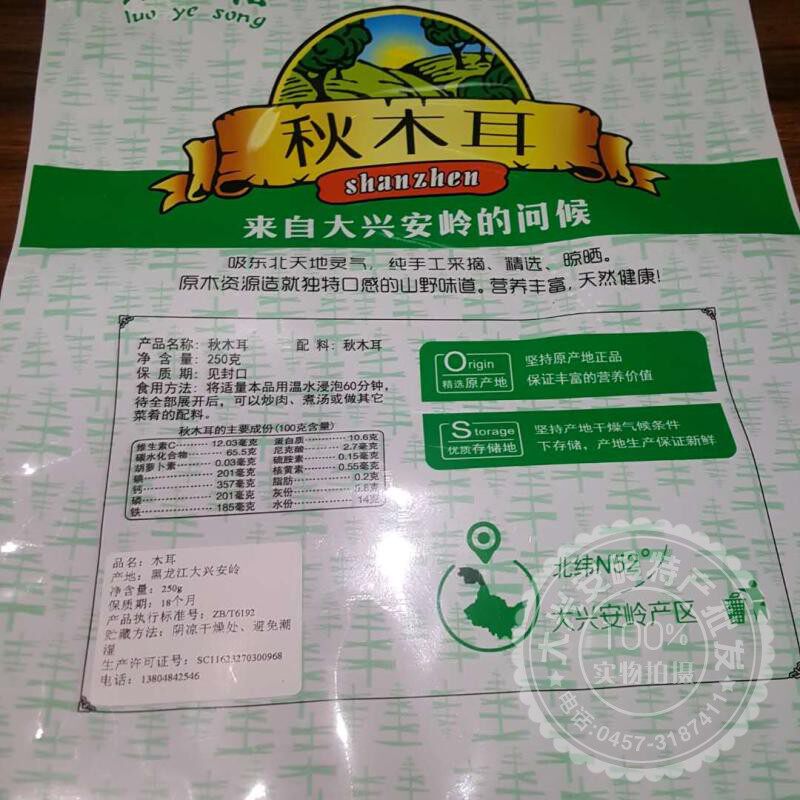 luo ye song
秋木耳
shanzhen
来自大兴安岭的问候
吸东北天地灵气，纯手工采摘、精选、晾晒。
原木资源造就独特口感的山野味道。营养丰富，天然健康!
产品名称：秋木耳 配料：秋木耳
净含量：250克
保质期：见封口
食用方法：将适量本品用温水浸泡60分钟，
待全部展开后，可以炒肉、煮汤或做其它
菜肴的配料。
秋木耳的主要成份(100克含量)
维生素C……… 12.03毫克 蛋白质……… 10.6克
碳水化合物……… 65.5克 尼克酸……… 2.7毫克
胡萝卜素……… 0.03毫克 硫胺素……… 0.15毫克
201毫克 核黄素……… 0.55毫克
钙……… 357毫克 脂肪……… 0.2克
磷……… 201毫克 灰份……… 5.8克
铁……… 185毫克 水份……… 14克
Origin
精选原产地
坚持原产地正品
保证丰富的营养价值
Storage
优质存储地
坚持产地干燥气候条件
下存储，产地生产保证新鲜
北纬N52°
大兴安岭产区
品名：木耳
产地：黑龙江大兴安岭
净含量：250g
保质期：18个月
产品执行标准号：ZB/T6192
贮藏方法：阴凉干燥处、避免潮
湿
生产许可证号：SC11623270300968
电话：13804842546
大兴安岭特产批发
100%
实物拍摄
电话:0457-3187411